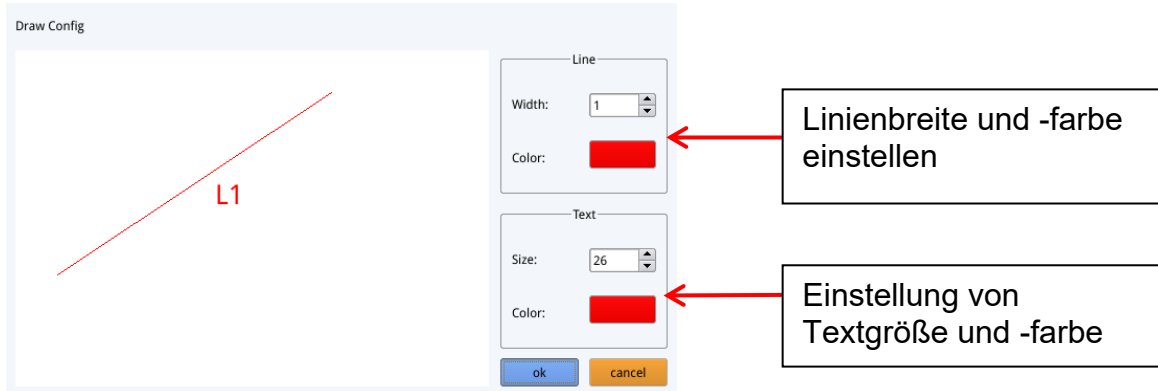 Draw Config
L1
Line
Width:
1
Color:
Text
Size:
26
Color:
ok
cancel
Linienbreite und -farbe
einstellen
Einstellung von
Textgröße und -farbe